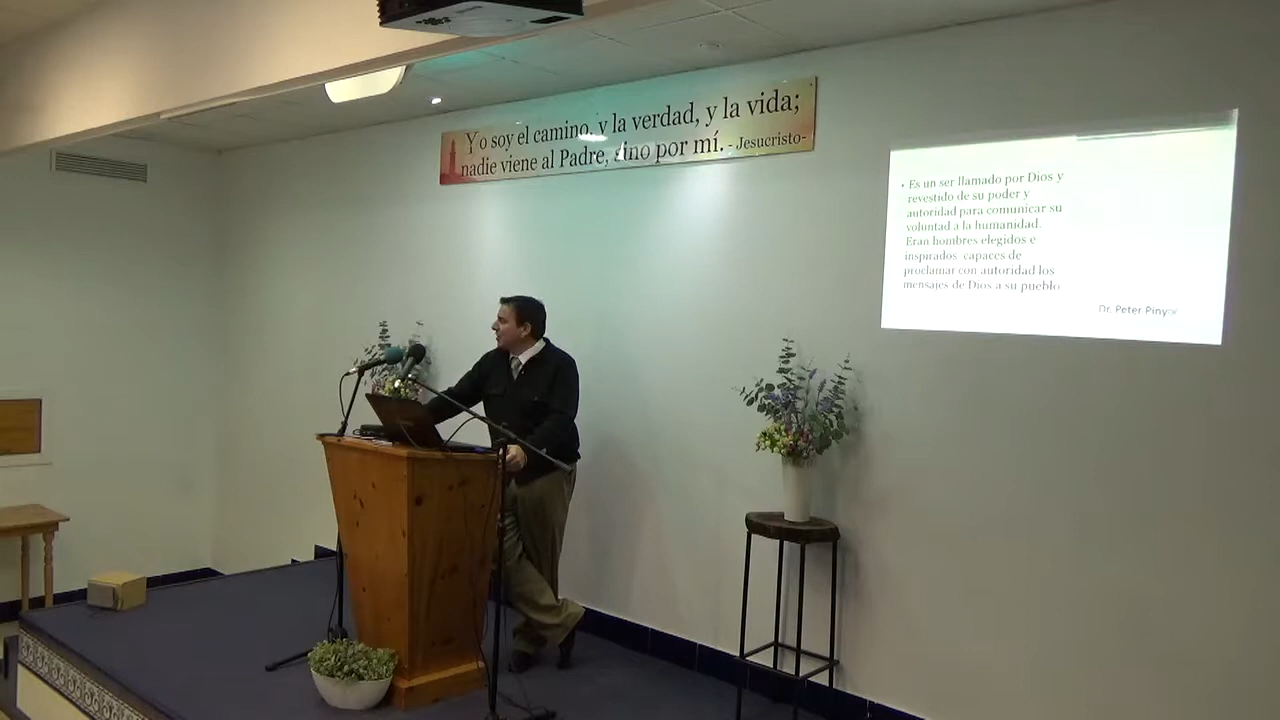 Yo soy el camino, y la verdad, y la vida;
nadie viene al Padre, sino por mí. - Jesucristo-
• Es un ser llamado por Dios y
revestido de su poder y
autoridad para comunicar su
voluntad a la humanidad.
Eran hombres elegidos e
inspirados capaces de
proclamar con autoridad los
mensajes de Dios a su pueblo
Dr. Peter Pinyor